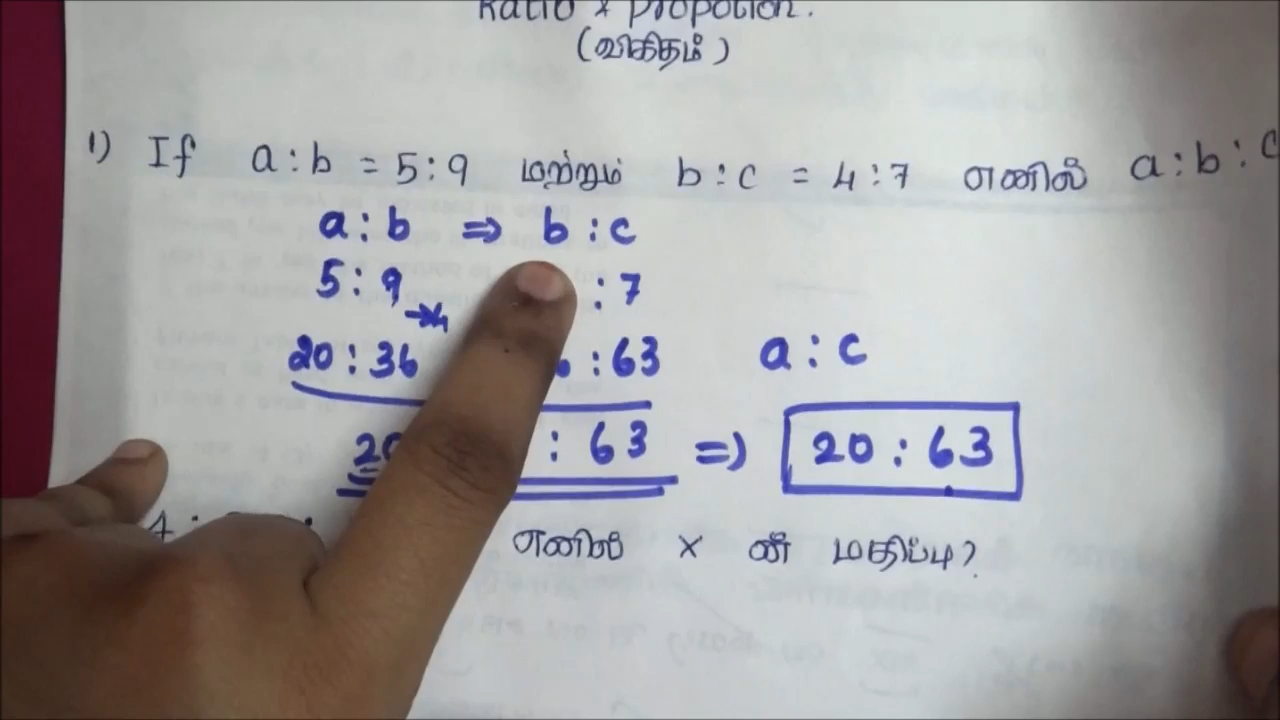 Ratio x Propotion.
(விகிதம்)
1) If a:b = 5:9 மற்றும் b:c = 4:7 எனில் a:b:c
a:b ⇒ b:c
5:9 :7
20:36 :63 a:c
: 63 ⇒ 20:63
எனில் x ன் மதிப்பு?